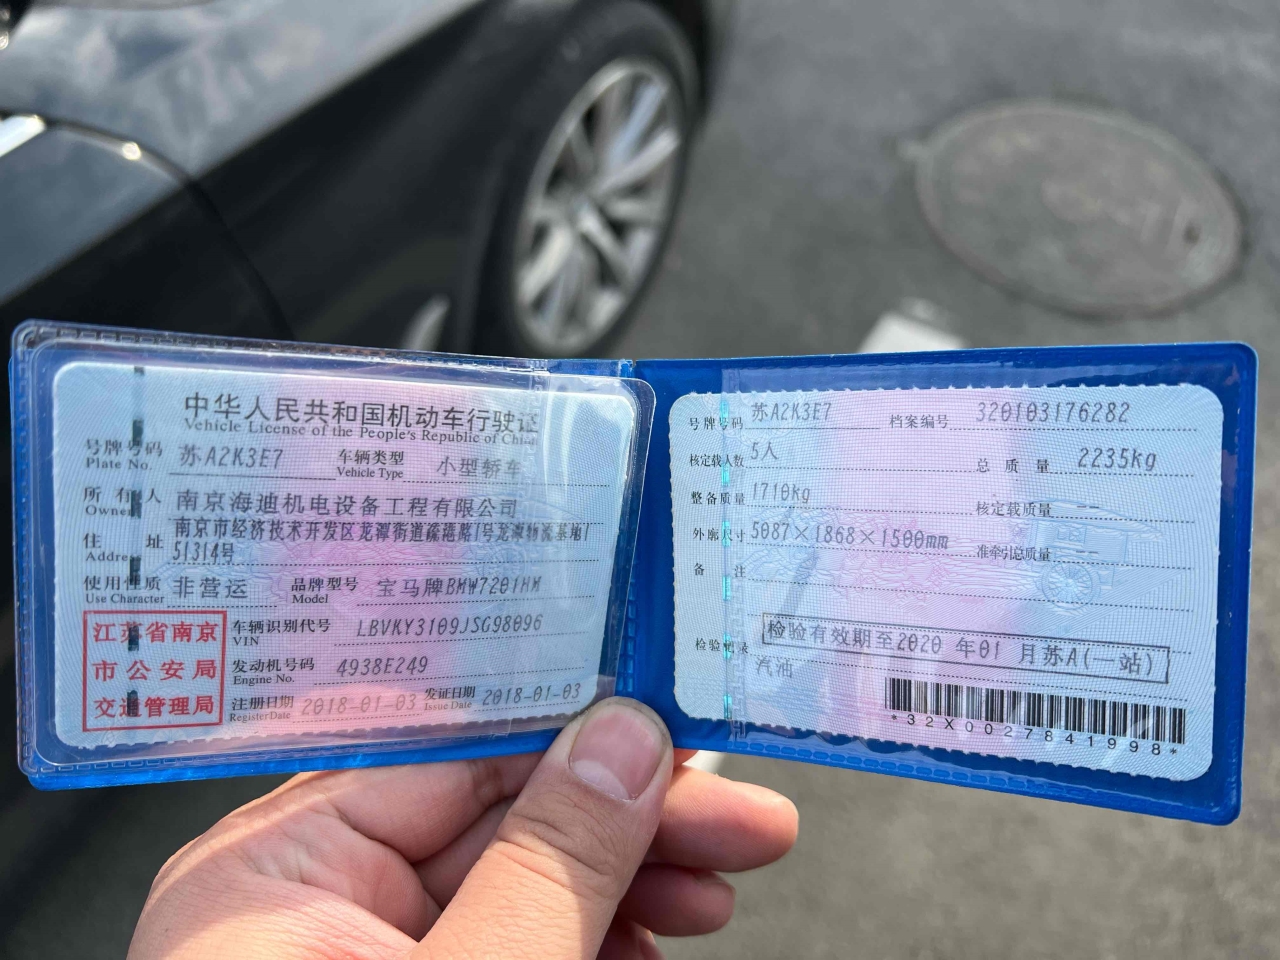 中华人民共和国机动车行驶证
Vehicle License of the People's Republic of China
号牌号码 苏A2K3E7 车辆类型 小型轿车
Plate No. Vehicle Type
所有人 南京海迪机电设备工程有限公司
Owner
住址 南京市经济技术开发区龙潭街道疏港路1号龙潭物流基地1
Address 51314号
使用性质 非营运 品牌型号 宝马牌BMW7201HM
Use Character Model
江苏省南京
市公安局
交通管理局
车辆识别代号 LBVKY3109JSG98096
VIN
发动机号码 4938E249
Engine No.
注册日期 2018-01-03 发证日期 2018-01-03
Register Date Issue Date
号牌号码 苏A2K3E7 档案编号 320103176282
核定载人数 5人 总质量 2235kg
整备质量 1710kg 核定载质量 --
外廓尺寸 5087×1868×1500mm 准牵引总质量 --
备注
检验记录 检验有效期至2020年01月苏A(一站)
汽油
*32X0027841998*